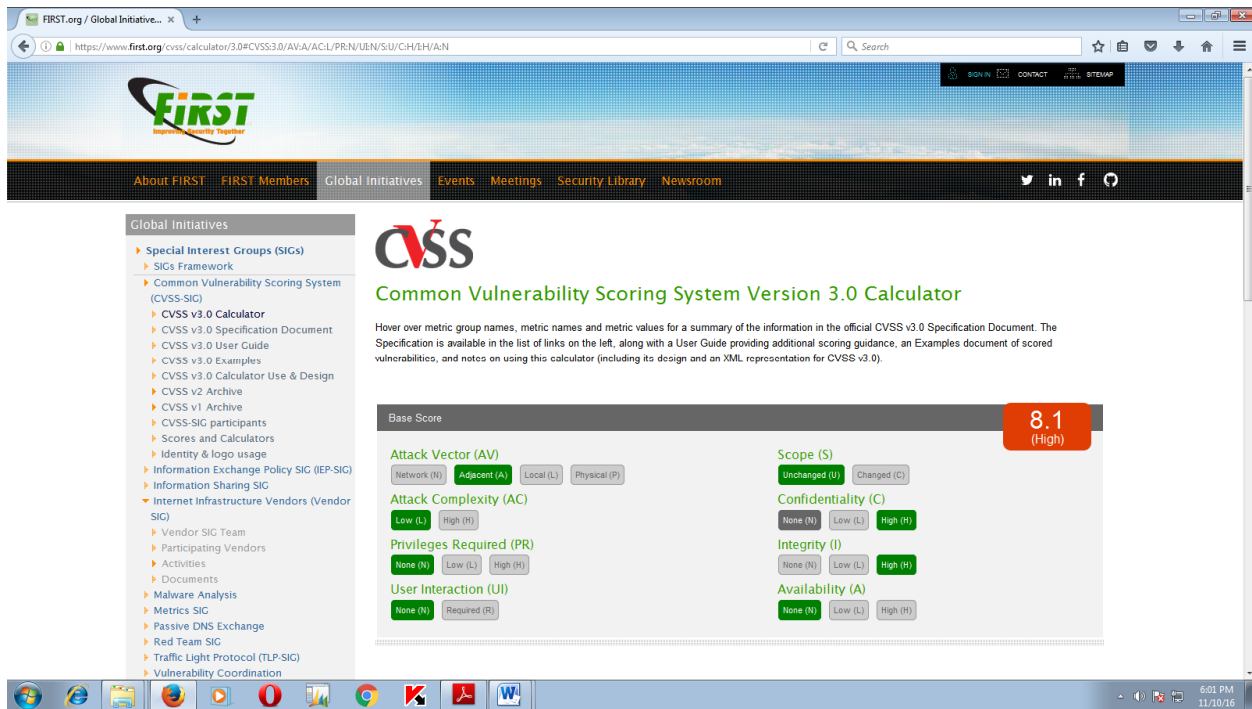 FIRST.org / Global Initiative...
https://www.first.org/cvss/calculator/3.0#CVSS:3.0/AV:A/AC:L/PR:N/UI:N/S:U/C:H/I:H/A:N
Search
SIGN IN CONTACT SITEMAP
FiRST
Improving Security Together
About FIRST FIRST Members Global Initiatives Events Meetings Security Library Newsroom
Global Initiatives
Special Interest Groups (SIGs)
SIGs Framework
Common Vulnerability Scoring System
(CVSS-SIG)
CVSS v3.0 Calculator
CVSS v3.0 Specification Document
CVSS v3.0 User Guide
CVSS v3.0 Examples
CVSS v3.0 Calculator Use & Design
CVSS v2 Archive
CVSS v1 Archive
CVSS-SIG participants
Scores and Calculators
Identity & logo usage
Information Exchange Policy SIG (IEP-SIG)
Information Sharing SIG
Internet Infrastructure Vendors (Vendor
SIG)
Vendor SIG Team
Participating Vendors
Activities
Documents
Malware Analysis
Metrics SIG
Passive DNS Exchange
Red Team SIG
Traffic Light Protocol (TLP-SIG)
Vulnerability Coordination
CVSS
Common Vulnerability Scoring System Version 3.0 Calculator
Hover over metric group names, metric names and metric values for a summary of the information in the official CVSS v3.0 Specification Document. The
Specification is available in the list of links on the left, along with a User Guide providing additional scoring guidance, an Examples document of scored
vulnerabilities, and notes on using this calculator (including its design and an XML representation for CVSS v3.0).
Base Score
8.1
(High)
Attack Vector (AV)
Network (N) Adjacent (A) Local (L) Physical (P)
Attack Complexity (AC)
Low (L) High (H)
Privileges Required (PR)
None (N) Low (L) High (H)
User Interaction (UI)
None (N) Required (R)
Scope (S)
Unchanged (U) Changed (C)
Confidentiality (C)
None (N) Low (L) High (H)
Integrity (I)
None (N) Low (L) High (H)
Availability (A)
None (N) Low (L) High (H)
6:01 PM
11/10/16